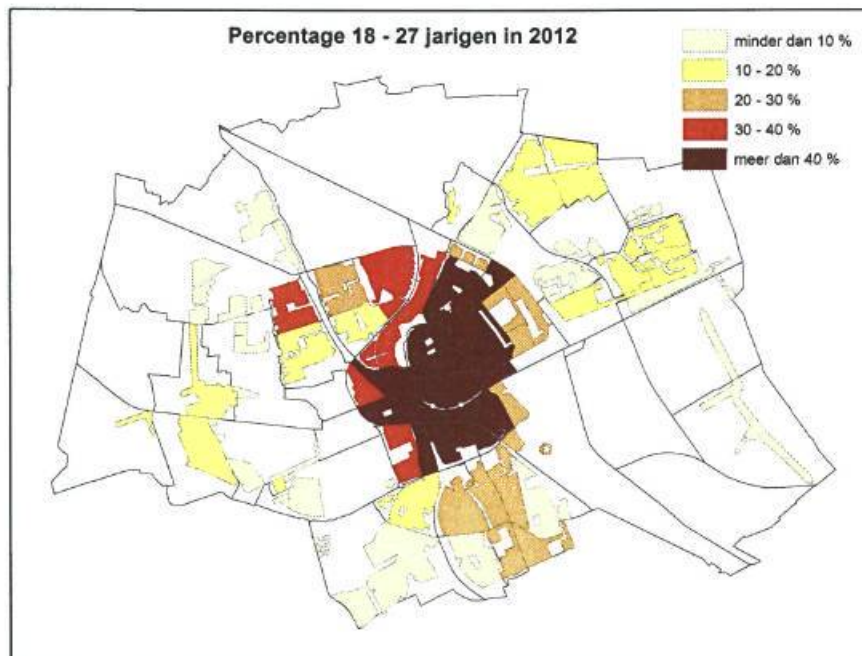 Percentage 18 - 27 jarigen in 2012
minder dan 10 %
10 - 20 %
20 - 30 %
30 - 40 %
meer dan 40 %